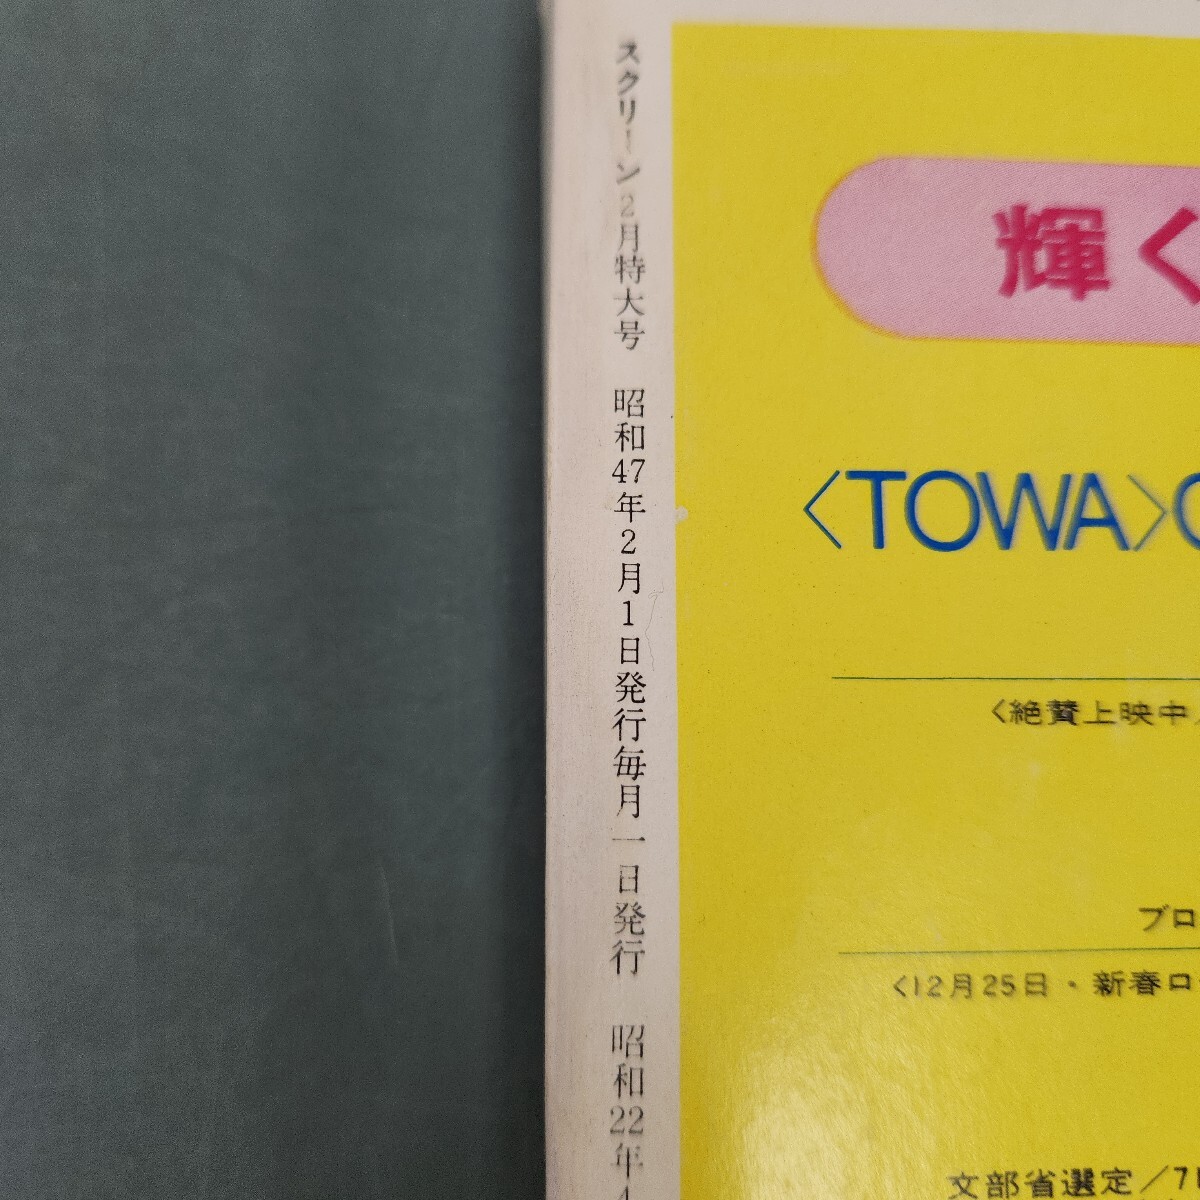 スクリーン2月特大号 昭和47年2月1日発行毎月一日発行 昭和22年
輝く
〈TOWA〉
〈絶賛上映中
ブロ
〈12月25日・新春ロ
文部省選定/7